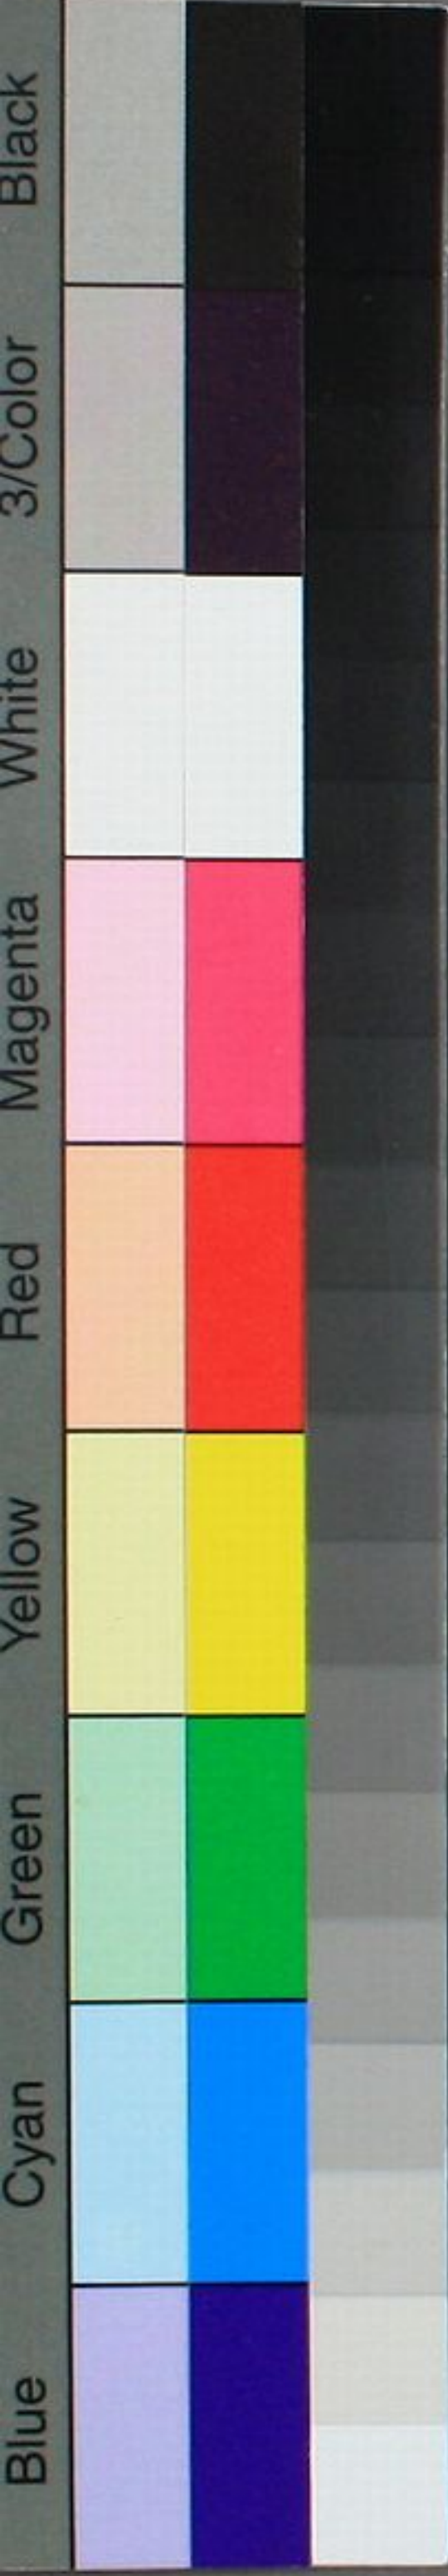 Blue
Cyan
Green
Yellow
Red
Magenta
White
3/Color
Black